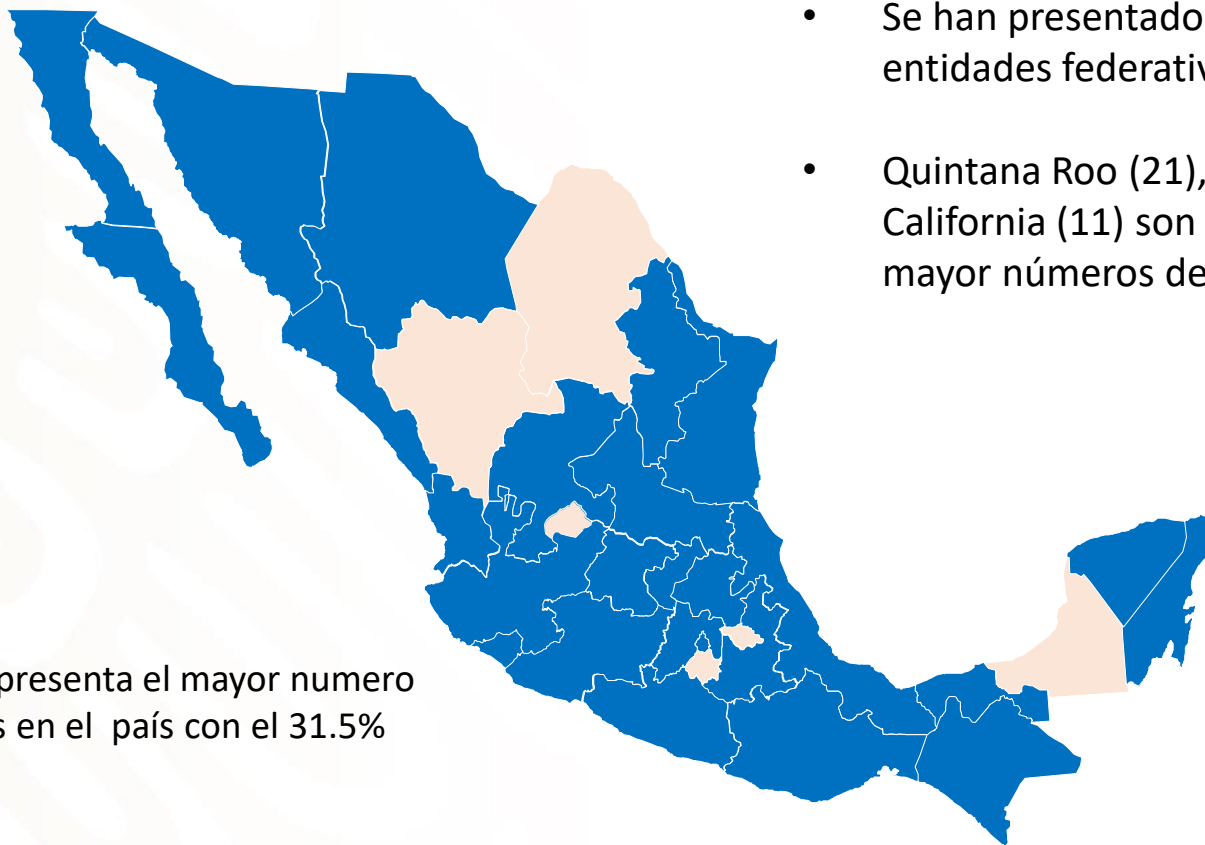 • Se han presentado
entidades federativ
• Quintana Roo (21),
California (11) son
mayor números de
presenta el mayor numero
s en el país con el 31.5%